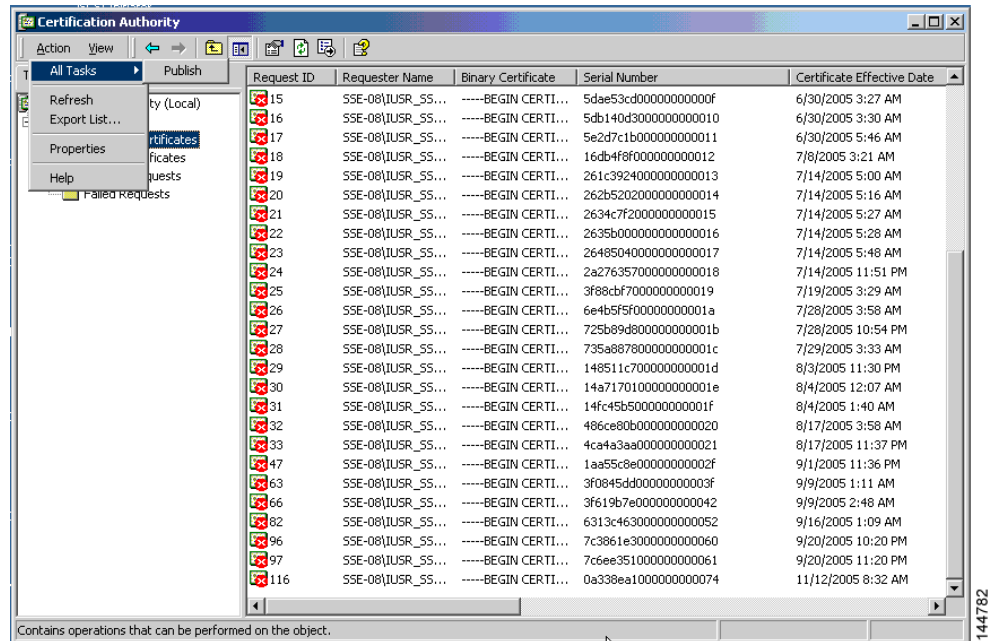 Certification Authority
Action View
All Tasks Publish
Refresh
Export List...
Properties
Help
ty (Local)
rtificates
ficates
quests
Failed Requests
Request ID Requester Name Binary Certificate Serial Number Certificate Effective Date
15 SSE-08\IUSR_SS... -----BEGIN CERTI... 5dae53cd00000000000f 6/30/2005 3:27 AM
16 SSE-08\IUSR_SS... -----BEGIN CERTI... 5db140d3000000000010 6/30/2005 3:30 AM
17 SSE-08\IUSR_SS... -----BEGIN CERTI... 5e2d7c1b000000000011 6/30/2005 5:46 AM
18 SSE-08\IUSR_SS... -----BEGIN CERTI... 16db4f8f000000000012 7/8/2005 3:21 AM
19 SSE-08\IUSR_SS... -----BEGIN CERTI... 261c3924000000000013 7/14/2005 5:00 AM
20 SSE-08\IUSR_SS... -----BEGIN CERTI... 262b5202000000000014 7/14/2005 5:16 AM
21 SSE-08\IUSR_SS... -----BEGIN CERTI... 2634c7f2000000000015 7/14/2005 5:27 AM
22 SSE-08\IUSR_SS... -----BEGIN CERTI... 2635b000000000000016 7/14/2005 5:28 AM
23 SSE-08\IUSR_SS... -----BEGIN CERTI... 26485040000000000017 7/14/2005 5:48 AM
24 SSE-08\IUSR_SS... -----BEGIN CERTI... 2a276357000000000018 7/14/2005 11:51 PM
25 SSE-08\IUSR_SS... -----BEGIN CERTI... 3f88cbf7000000000019 7/19/2005 3:29 AM
26 SSE-08\IUSR_SS... -----BEGIN CERTI... 6e4b5f5f00000000001a 7/28/2005 3:58 AM
27 SSE-08\IUSR_SS... -----BEGIN CERTI... 725b89d800000000001b 7/28/2005 10:54 PM
28 SSE-08\IUSR_SS... -----BEGIN CERTI... 735a887800000000001c 7/29/2005 3:33 AM
29 SSE-08\IUSR_SS... -----BEGIN CERTI... 148511c700000000001d 8/3/2005 11:30 PM
30 SSE-08\IUSR_SS... -----BEGIN CERTI... 14a7170100000000001e 8/4/2005 12:07 AM
31 SSE-08\IUSR_SS... -----BEGIN CERTI... 14fc45b500000000001f 8/4/2005 1:40 AM
32 SSE-08\IUSR_SS... -----BEGIN CERTI... 486ce80b000000000020 8/17/2005 3:58 AM
33 SSE-08\IUSR_SS... -----BEGIN CERTI... 4ca4a3aa000000000021 8/17/2005 11:37 PM
47 SSE-08\IUSR_SS... -----BEGIN CERTI... 1aa55c8e00000000002f 9/1/2005 11:36 PM
63 SSE-08\IUSR_SS... -----BEGIN CERTI... 3f0845dd00000000003f 9/9/2005 1:11 AM
66 SSE-08\IUSR_SS... -----BEGIN CERTI... 3f619b7e000000000042 9/9/2005 2:48 AM
82 SSE-08\IUSR_SS... -----BEGIN CERTI... 6313c463000000000052 9/16/2005 1:09 AM
96 SSE-08\IUSR_SS... -----BEGIN CERTI... 7c3861e3000000000060 9/20/2005 10:20 PM
97 SSE-08\IUSR_SS... -----BEGIN CERTI... 7c6ee351000000000061 9/20/2005 11:20 PM
116 SSE-08\IUSR_SS... -----BEGIN CERTI... 0a338ea1000000000074 11/12/2005 8:32 AM
Contains operations that can be performed on the object.
144782